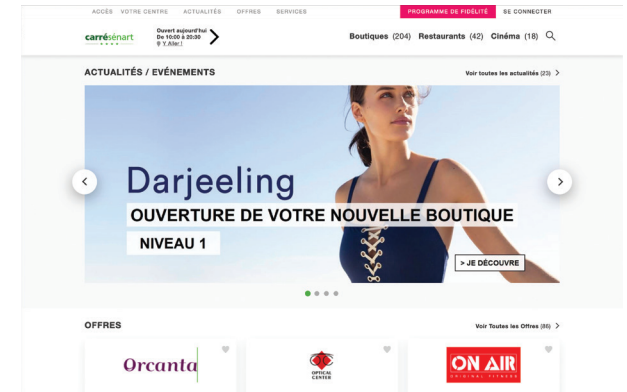 ACCÈS VOTRE CENTRE ACTUALITÉS OFFRES SERVICES PROGRAMME DE FIDÉLITÉ SE CONNECTER
carrésénart
Ouvert aujourd'hui
De 10:00 à 20:30
Y Aller !
Boutiques (204) Restaurants (42) Cinéma (18)
ACTUALITÉS / EVÉNEMENTS
Voir toutes les actualités (23)
Darjeeling
OUVERTURE DE VOTRE NOUVELLE BOUTIQUE
NIVEAU 1
> JE DÉCOUVRE
OFFRES
Voir Toutes les Offres (86)
Orcanta
OPTICAL
CENTER
ON AIR
ORIGINAL FITNESS